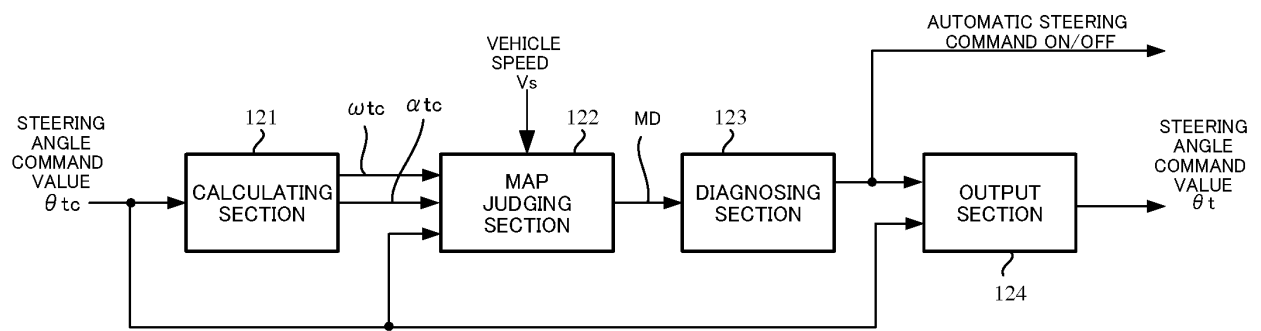 AUTOMATIC STEERING
COMMAND ON/OFF
VEHICLE
SPEED
Vs
STEERING
ANGLE
COMMAND
VALUE
θtc
121
ωtc
αtc
122
MD
123
STEERING
ANGLE
COMMAND
VALUE
θt
CALCULATING
SECTION
MAP
JUDGING
SECTION
DIAGNOSING
SECTION
OUTPUT
SECTION
124